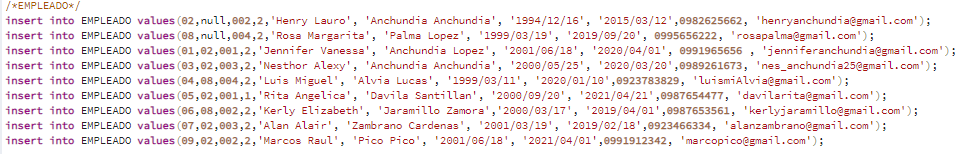 /*EMPLEADO*/
insert into EMPLEADO values(02,null,002,2,'Henry Lauro', 'Anchundia Anchundia', '1994/12/16', '2015/03/12',0982625662, 'henryanchundia@gmail.com');
insert into EMPLEADO values(08,null,004,2,'Rosa Margarita', 'Palma Lopez', '1999/03/19', '2019/09/20', 0995656222, 'rosapalma@gmail.com');
insert into EMPLEADO values(01,02,001,2,'Jennifer Vanessa', 'Anchundia Lopez', '2001/06/18', '2020/04/01', 0991965656 , 'jenniferanchundia@gmail.com');
insert into EMPLEADO values(03,02,003,2,'Nesthor Alexy', 'Anchundia Anchundia', '2000/05/25', '2020/03/20',0989261673, 'nes_anchundia25@gmail.com');
insert into EMPLEADO values(04,08,004,2,'Luis Miguel', 'Alvia Lucas', '1999/03/11', '2020/01/10',0923783829, 'luismiAlvia@gmail.com');
insert into EMPLEADO values(05,02,001,1,'Rita Angelica', 'Davila Santillan', '2000/09/20', '2021/04/21',0987654477, 'davilarita@gmail.com');
insert into EMPLEADO values(06,08,002,2,'Kerly Elizabeth', 'Jaramillo Zamora','2000/03/17', '2019/04/01',0987653561, 'kerlyjaramillo@gmail.com');
insert into EMPLEADO values(07,02,003,2,'Alan Alair', 'Zambrano Cardenas', '2001/03/19', '2019/02/18',0923466334, 'alanzambrano@gmail.com');
insert into EMPLEADO values(09,02,002,2,'Marcos Raul', 'Pico Pico', '2001/06/18', '2021/04/01',0991912342, 'marcopico@gmail.com');